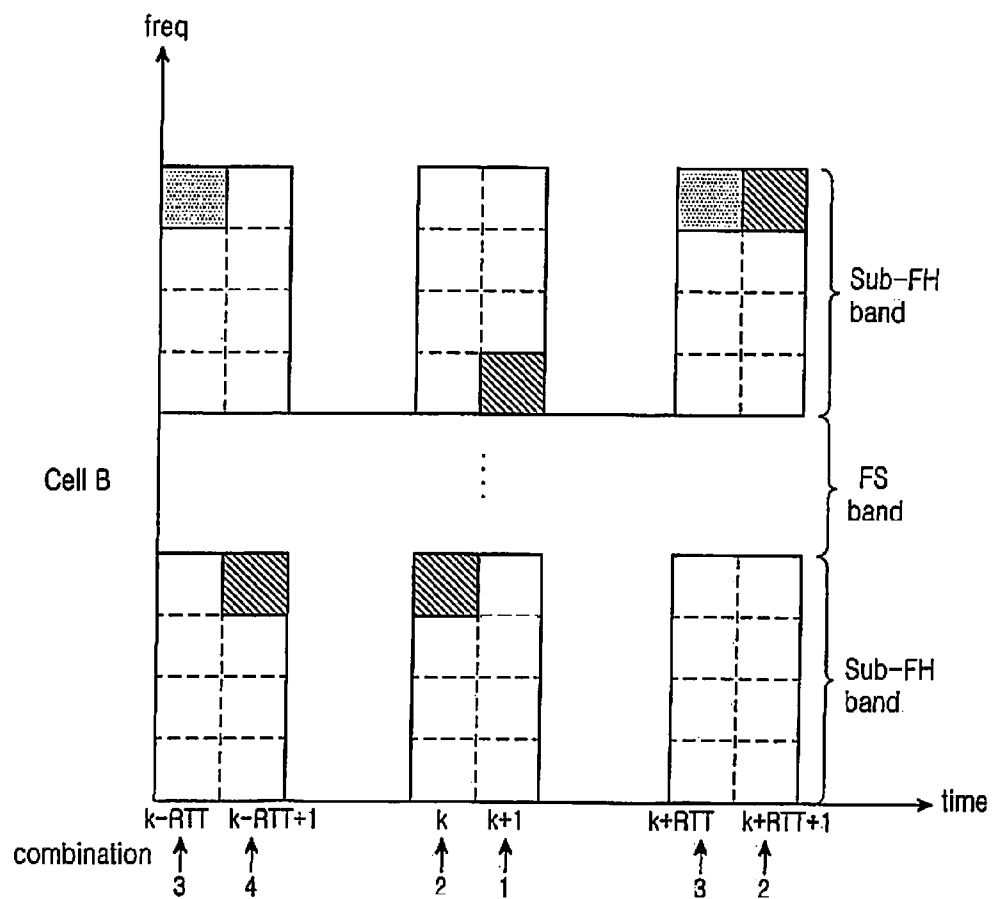 freq
Sub-FH
band
Cell B
FS
band
Sub-FH
band
time
k-RTT k-RTT+1 k k+1 k+RTT k+RTT+1
combination
3 4 2 1 3 2